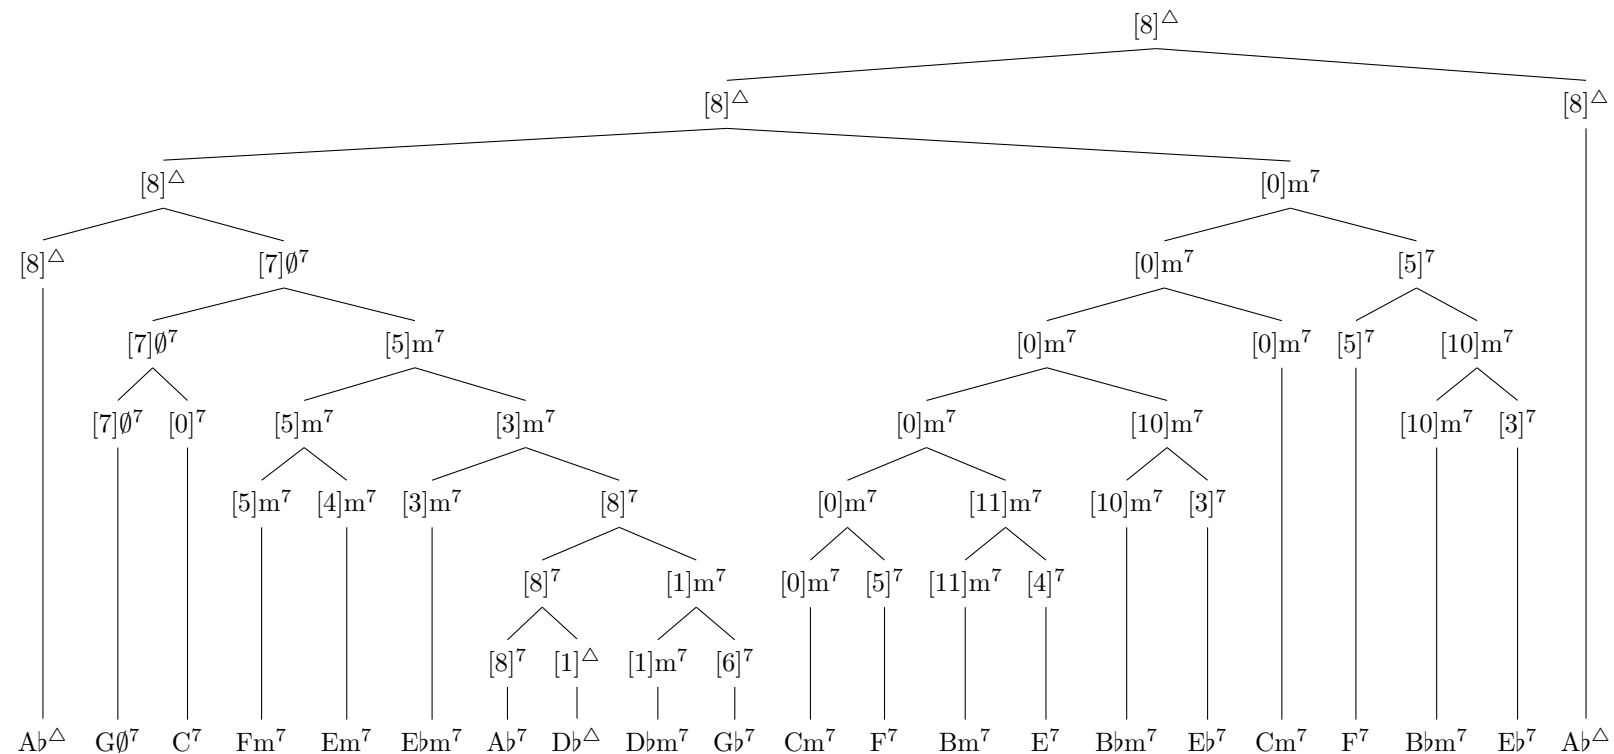 [8]△
[8]△ [8]△
[8]△ [0]m⁷
[8]△ [7]∅⁷ [0]m⁷ [5]⁷
[7]∅⁷ [5]m⁷ [0]m⁷ [0]m⁷ [5]⁷ [10]m⁷
[7]∅⁷ [0]⁷ [5]m⁷ [3]m⁷ [0]m⁷ [10]m⁷ [10]m⁷ [3]⁷
[5]m⁷ [4]m⁷ [3]m⁷ [8]⁷ [0]m⁷ [11]m⁷ [10]m⁷ [3]⁷
[8]⁷ [1]m⁷ [0]m⁷ [5]⁷ [11]m⁷ [4]⁷
[8]⁷ [1]△ [1]m⁷ [6]⁷
A♭△ G∅⁷ C⁷ Fm⁷ Em⁷ E♭m⁷ A♭⁷ D♭△ D♭m⁷ G♭⁷ Cm⁷ F⁷ Bm⁷ E⁷ B♭m⁷ E♭⁷ Cm⁷ F⁷ B♭m⁷ E♭⁷ A♭△